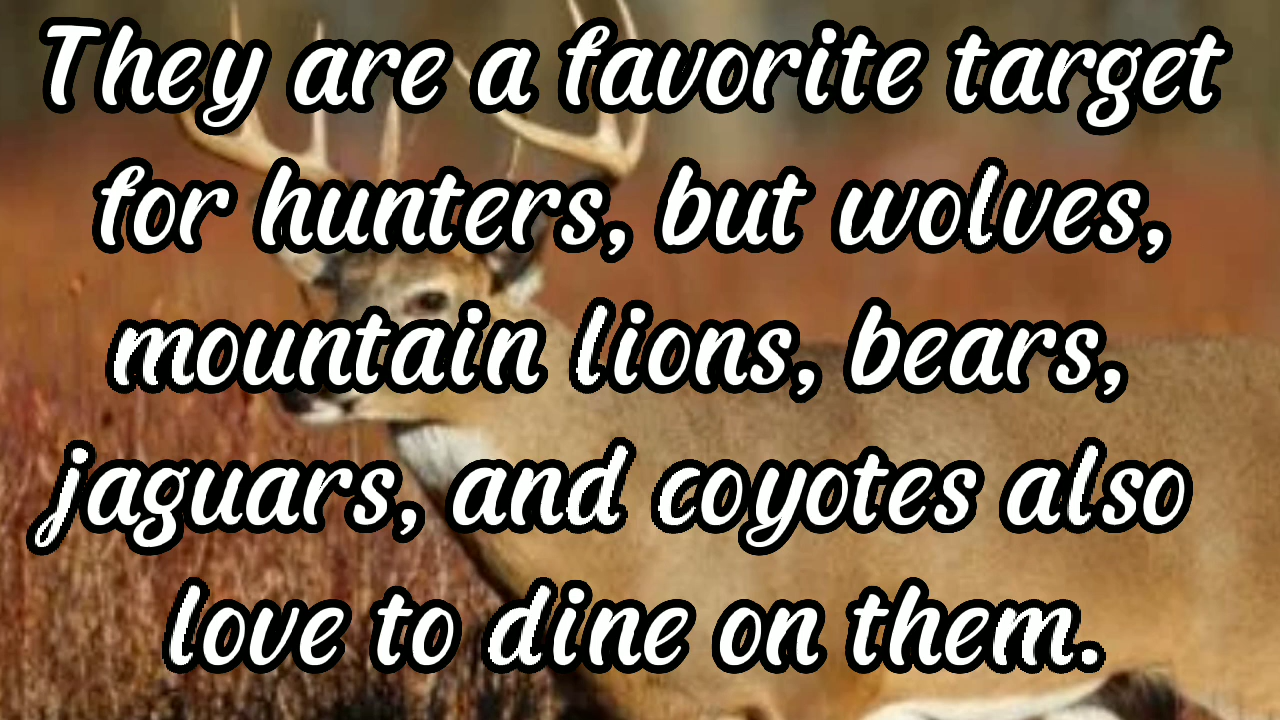 They are a favorite target
for hunters, but wolves,
mountain lions, bears,
jaguars, and coyotes also
love to dine on them.